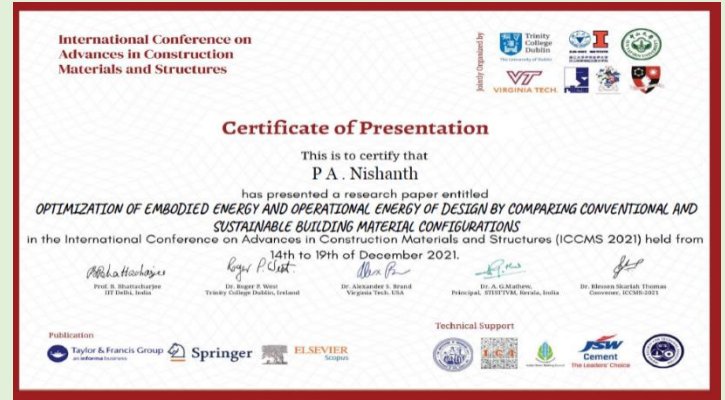 International Conference on
Advances in Construction
Materials and Structures
Jointly Organized by
Trinity
College
Dublin
The University of Dublin
VIRGINIA TECH.
Certificate of Presentation
This is to certify that
P A . Nishanth
has presented a research paper entitled
OPTIMIZATION OF EMBODIED ENERGY AND OPERATIONAL ENERGY OF DESIGN BY COMPARING CONVENTIONAL AND
SUSTAINABLE BUILDING MATERIAL CONFIGURATIONS
in the International Conference on Advances in Construction Materials and Structures (ICCMS 2021) held from
14th to 19th of December 2021.
Prof. B. Bhattacharjee
IIT Delhi, India
Dr. Roger P. West
Trinity College Dublin, Ireland
Dr. Alexander S. Brand
Virginia Tech. USA
Dr. A. G.Mathew,
Principal, STISTTVM, Kerala, India
Dr. Blessen Skariah Thomas
Convener, ICCMS-2021
Publication
Taylor & Francis Group
an informa business
Springer
ELSEVIER
Scopus
Technical Support
JSW
Cement
The Leaders' Choice